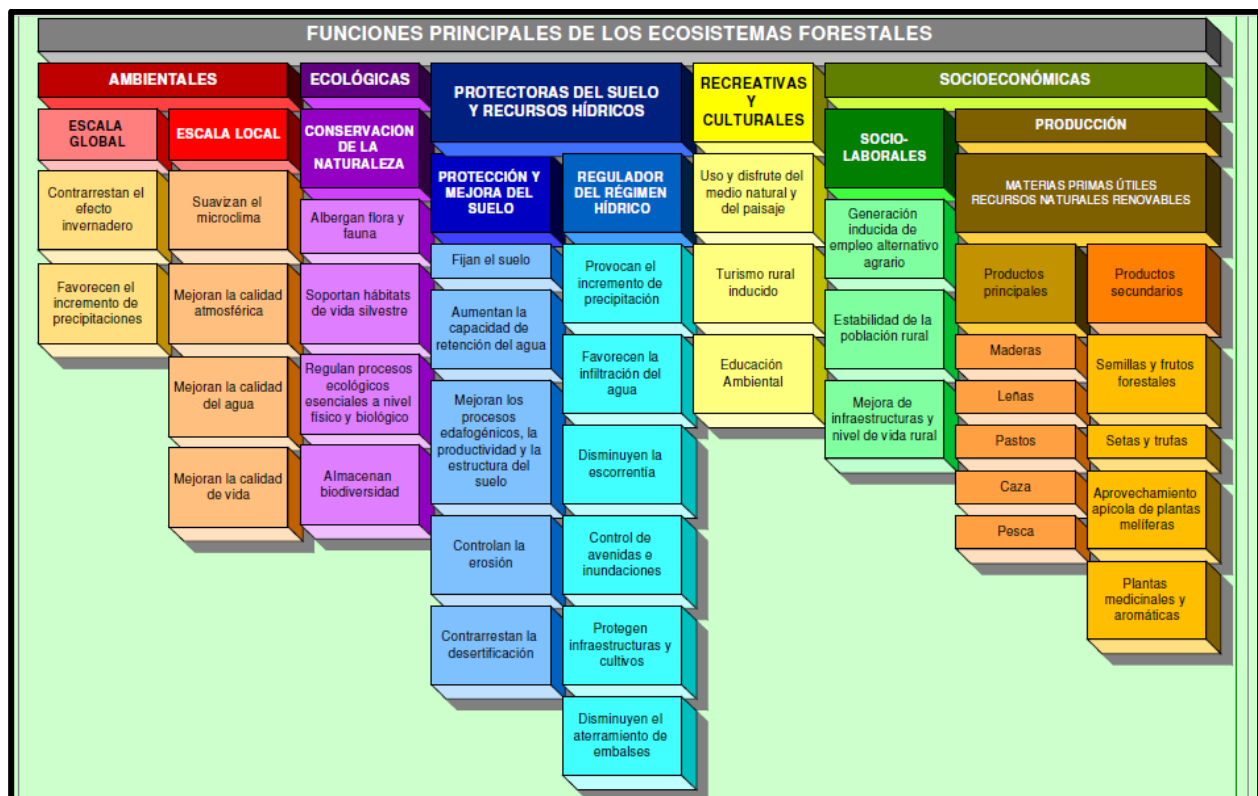 FUNCIONES PRINCIPALES DE LOS ECOSISTEMAS FORESTALES
AMBIENTALES
ESCALA
GLOBAL
Contrarrestan el
efecto
invernadero
Favorecen el
incremento de
precipitaciones
ESCALA LOCAL
Suavizan el
microclima
Mejoran la calidad
atmosférica
Mejoran la calidad
del agua
Mejoran la calidad
de vida
ECOLÓGICAS
CONSERVACIÓN
DE LA
NATURALEZA
Albergan flora y
fauna
Soportan hábitats
de vida silvestre
Regulan procesos
ecológicos
esenciales a nivel
físico y biológico
Almacenan
biodiversidad
PROTECTORAS DEL SUELO
Y RECURSOS HÍDRICOS
PROTECCIÓN Y
MEJORA DEL
SUELO
Fijan el suelo
Aumentan la
capacidad de
retención del agua
Mejoran los
procesos
edafogénicos, la
productividad y la
estructura del
suelo
Controlan la
erosión
Contrarrestan la
desertificación
REGULADOR
DEL RÉGIMEN
HÍDRICO
Provocan el
incremento de
precipitación
Favorecen la
infiltración del
agua
Disminuyen la
escorrentía
Control de
avenidas e
inundaciones
Protegen
infraestructuras y
cultivos
Disminuyen el
aterramiento de
embalses
RECREATIVAS
Y
CULTURALES
Uso y disfrute del
medio natural y
del paisaje
Turismo rural
inducido
Educación
Ambiental
SOCIOECONÓMICAS
SOCIO-
LABORALES
Generación
inducida de
empleo alternativo
agrario
Estabilidad de la
población rural
Mejora de
infraestructuras y
nivel de vida rural
PRODUCCIÓN
MATERIAS PRIMAS ÚTILES
RECURSOS NATURALES RENOVABLES
Productos
principales
Maderas
Leñas
Pastos
Caza
Pesca
Productos
secundarios
Semillas y frutos
forestales
Setas y trufas
Aprovechamiento
apícola de plantas
melíferas
Plantas
medicinales y
aromáticas